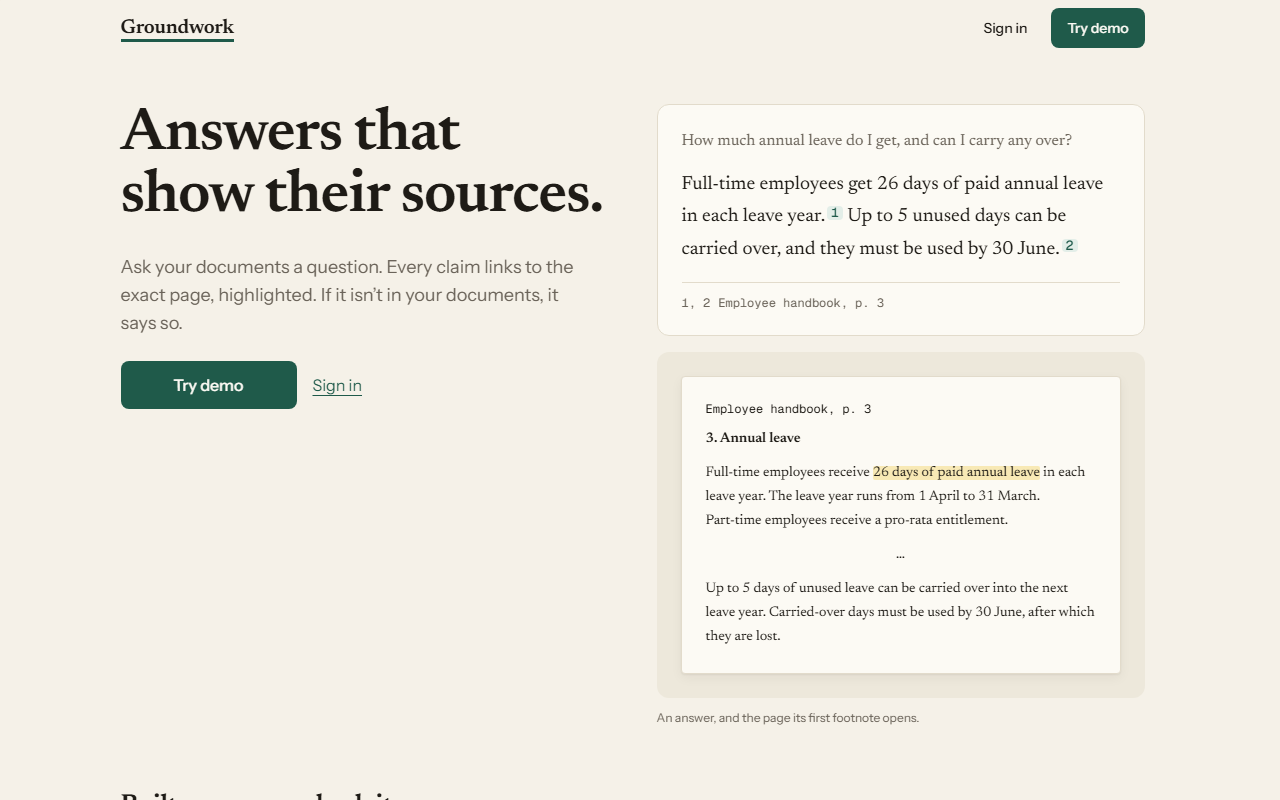 Groundwork
Sign in
Try demo
Answers that
show their sources.
Ask your documents a question. Every claim links to the
exact page, highlighted. If it isn’t in your documents, it
says so.
Try demo
Sign in
How much annual leave do I get, and can I carry any over?
Full-time employees get 26 days of paid annual leave
in each leave year. 1 Up to 5 unused days can be
carried over, and they must be used by 30 June. 2
1, 2 Employee handbook, p. 3
Employee handbook, p. 3
3. Annual leave
Full-time employees receive 26 days of paid annual leave in each
leave year. The leave year runs from 1 April to 31 March.
Part-time employees receive a pro-rata entitlement.
…
Up to 5 days of unused leave can be carried over into the next
leave year. Carried-over days must be used by 30 June, after which
they are lost.
An answer, and the page its first footnote opens.